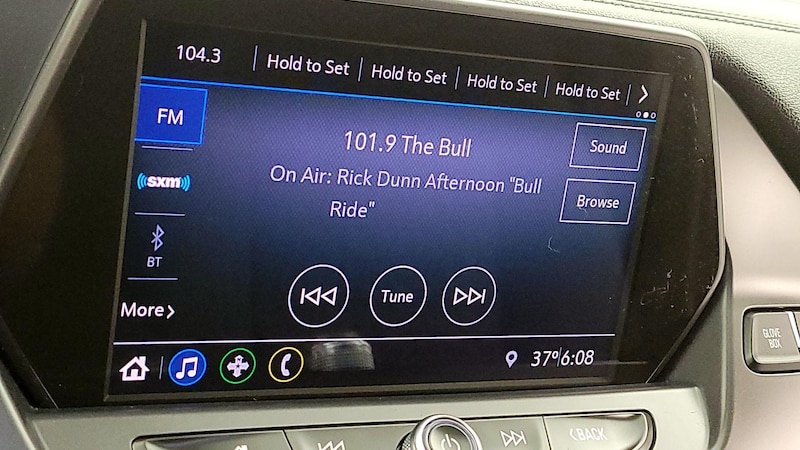 104.3 Hold to Set Hold to Set Hold to Set Hold to Set
FM
101.9 The Bull
Sound
On Air: Rick Dunn Afternoon "Bull
Ride"
sxm
Browse
BT
Tune
More
37° 6:08
GLOVE
BOX
BACK